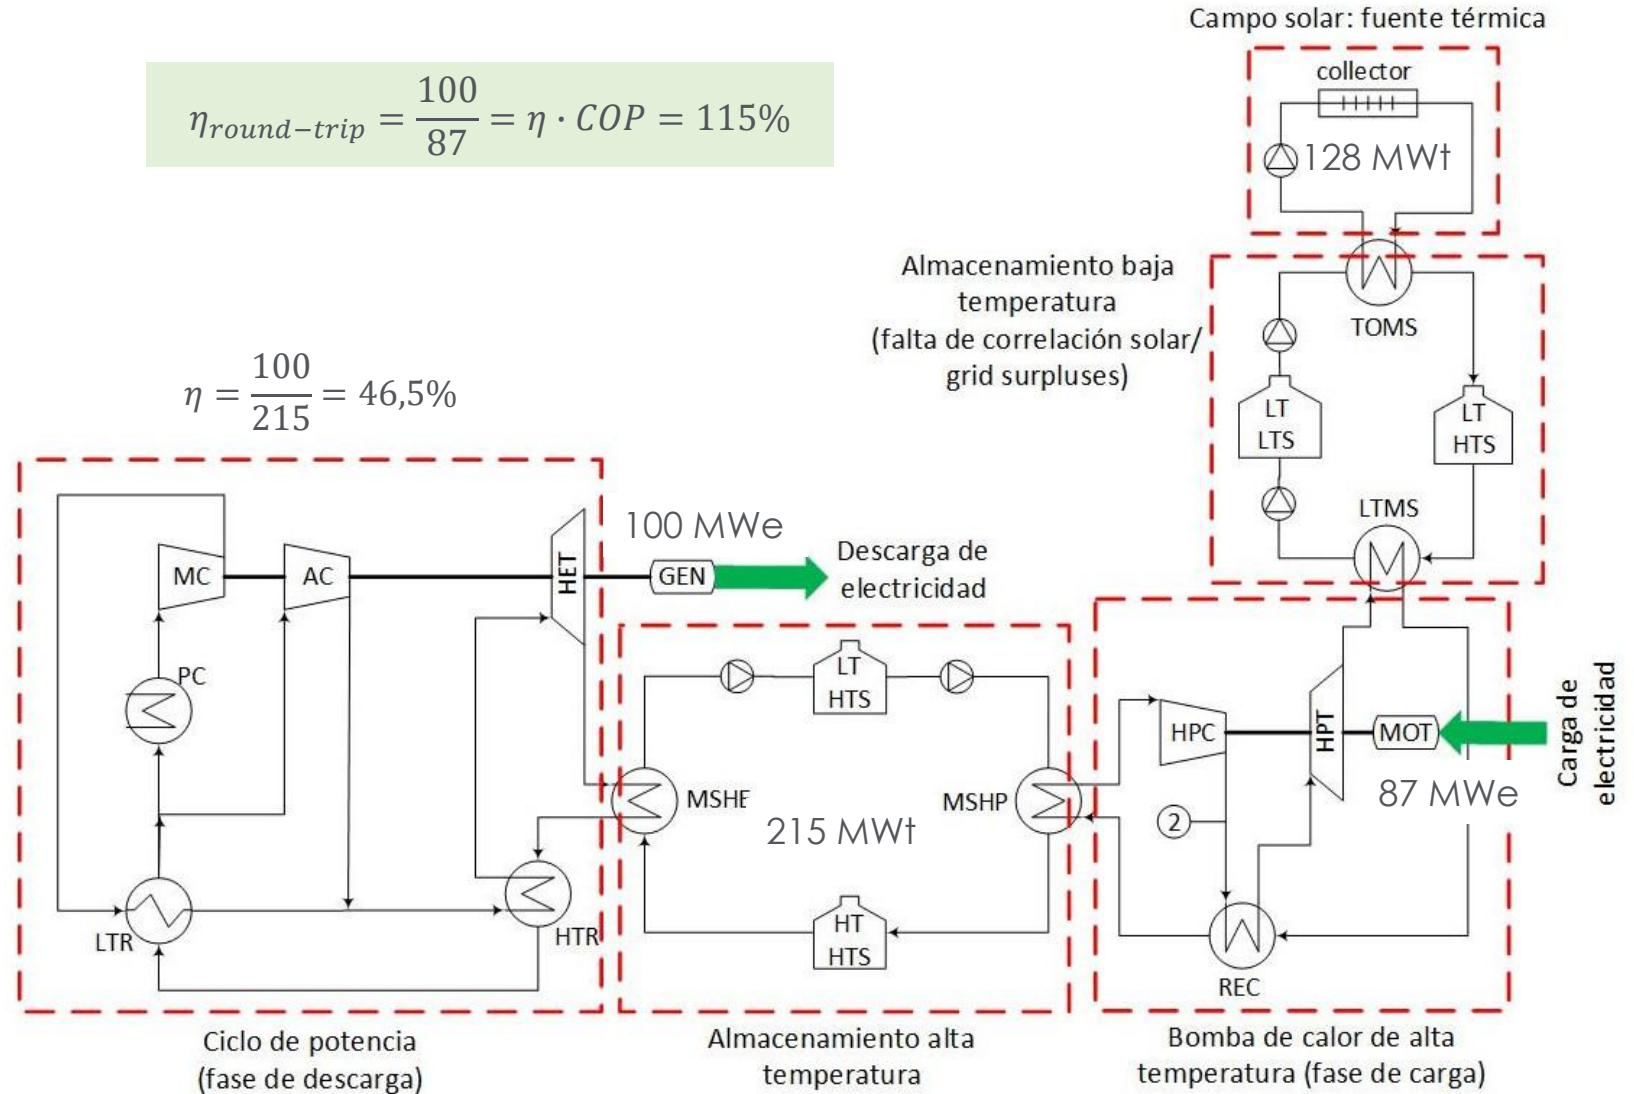 Campo solar: fuente térmica
collector
128 MWt
η_round−trip = 100/87 = η · COP = 115%
Almacenamiento baja
temperatura
(falta de correlación solar/
grid surpluses)
TOMS
LT
LTS
LT
HTS
LTMS
η = 100/215 = 46,5%
MC
AC
HET
PC
LTR
HTR
100 MWe
GEN
Descarga de
electricidad
LT
HTS
MSHE
MSHP
215 MWt
HT
HTS
HPC
HPT
MOT
2
REC
87 MWe
Carga de
electricidad
Ciclo de potencia
(fase de descarga)
Almacenamiento alta
temperatura
Bomba de calor de alta
temperatura (fase de carga)